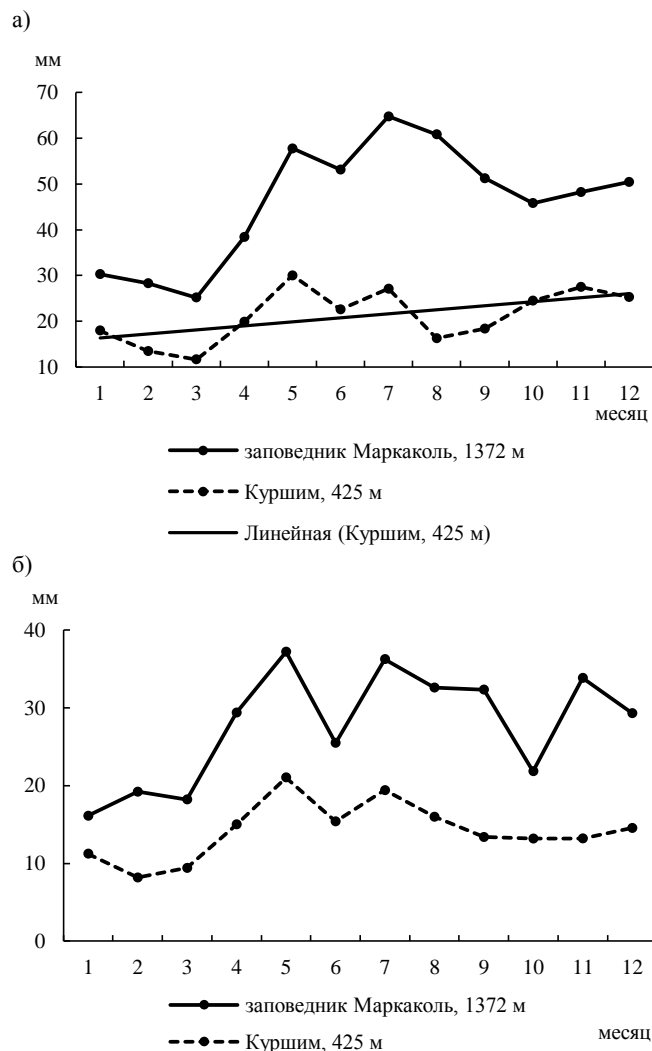 а)
мм
70
60
50
40
30
20
10
1 2 3 4 5 6 7 8 9 10 11 12
месяц
заповедник Маркаколь, 1372 м
Куршим, 425 м
Линейная (Куршим, 425 м)
б)
мм
40
30
20
10
0
1 2 3 4 5 6 7 8 9 10 11 12
заповедник Маркаколь, 1372 м
месяц
Куршим, 425 м